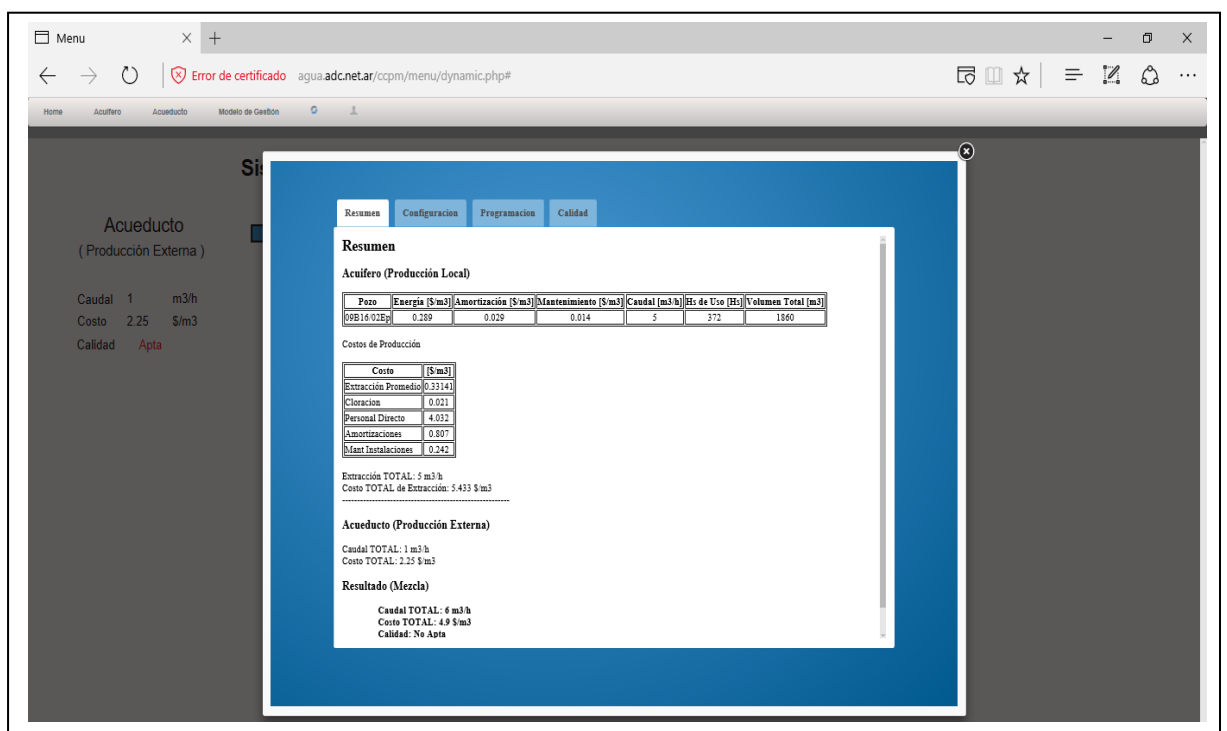 Menu
Error de certificado agua.adc.net.ar/ccpm/menu/dynamic.php#
Home Acuifero Acueducto Modelo de Gestión
Acueducto
( Producción Externa )
Caudal 1 m3/h
Costo 2.25 $/m3
Calidad Apta
Resumen Configuracion Programacion Calidad
Resumen
Acuifero (Producción Local)
Pozo Energía [$/m3] Amortización [$/m3] Mantenimiento [$/m3] Caudal [m3/h] Hs de Uso [Hs] Volumen Total [m3]
09B16/02Ep 0.289 0.029 0.014 5 372 1860
Costos de Producción
Costo [$/m3]
Extracción Promedio 0.33141
Cloracion 0.021
Personal Directo 4.032
Amortizaciones 0.807
Mant Instalaciones 0.242
Extracción TOTAL: 5 m3/h
Costo TOTAL de Extracción: 5.433 $/m3
--------------------------------------------------------
Acueducto (Producción Externa)
Caudal TOTAL: 1 m3/h
Costo TOTAL: 2.25 $/m3
Resultado (Mezcla)
Caudal TOTAL: 6 m3/h
Costo TOTAL: 4.9 $/m3
Calidad: No Apta